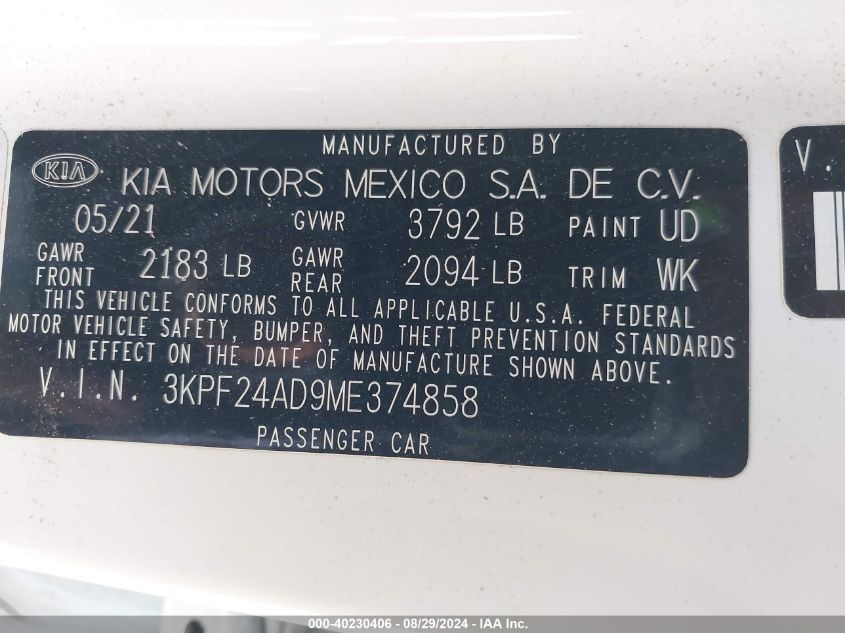 MANUFACTURED BY
KIA KIA MOTORS MEXICO S.A. DE C.V.
05/21 GVWR 3792 LB PAINT UD
GAWR FRONT 2183 LB GAWR REAR 2094 LB TRIM WK
THIS VEHICLE CONFORMS TO ALL APPLICABLE U.S.A. FEDERAL
MOTOR VEHICLE SAFETY, BUMPER, AND THEFT PREVENTION STANDARDS
IN EFFECT ON THE DATE OF MANUFACTURE SHOWN ABOVE.
V.I.N. 3KPF24AD9ME374858
PASSENGER CAR
V.
000-40230406 - 08/29/2024 - IAA Inc.